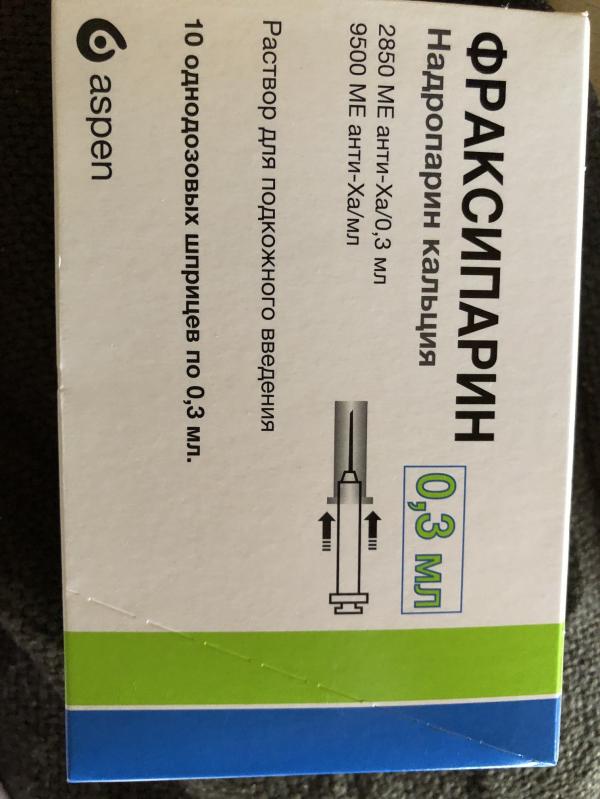 ФРАКСИПАРИН 0,3 мл
Надропарин кальция
2850 МЕ анти-Ха/0,3 мл
9500 МЕ анти-Ха/мл
Раствор для подкожного введения
10 однодозовых шприцев по 0,3 мл.
aspen